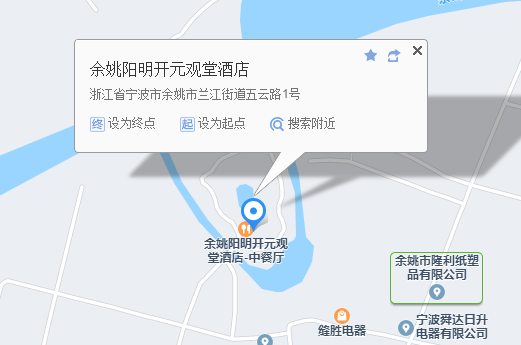 余姚阳明开元观堂酒店
浙江省宁波市余姚市兰江街道五云路1号
终 设为终点 起 设为起点 搜索附近
余姚阳明开元观
堂酒店-中餐厅
余姚市隆利纸塑
品有限公司
鎽胜电器
宁波舜达日升
电器有限公司